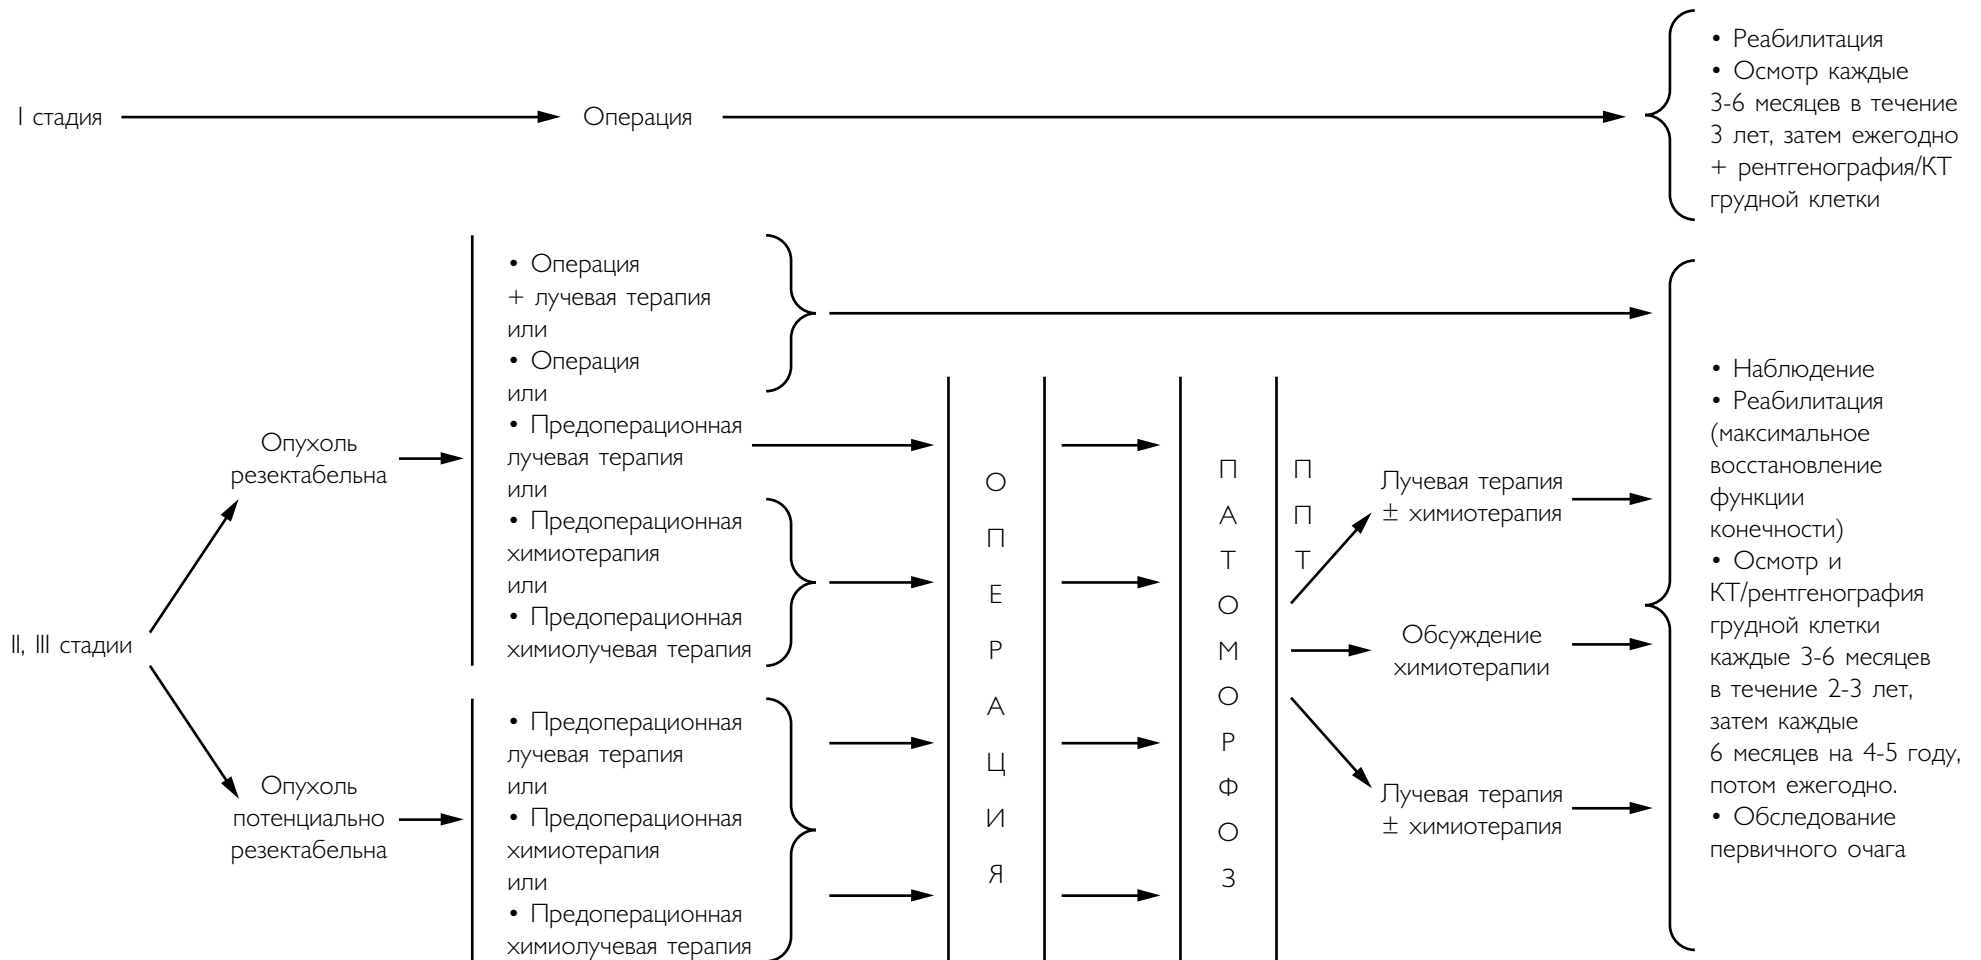 I стадия
Операция
• Реабилитация
• Осмотр каждые
3-6 месяцев в течение
3 лет, затем ежегодно
+ рентгенография/КТ
грудной клетки
II, III стадии
Опухоль
резектабельна
• Операция
+ лучевая терапия
или
• Операция
или
• Предоперационная
лучевая терапия
или
• Предоперационная
химиотерапия
или
• Предоперационная
химиолучевая терапия
Опухоль
потенциально
резектабельна
• Предоперационная
лучевая терапия
или
• Предоперационная
химиотерапия
или
• Предоперационная
химиолучевая терапия
О
П
Е
Р
А
Ц
И
Я
П
А
Т
О
М
О
Р
Ф
О
З
П
П
Т
Лучевая терапия
± химиотерапия
Обсуждение
химиотерапии
Лучевая терапия
± химиотерапия
• Наблюдение
• Реабилитация
(максимальное
восстановление
функции
конечности)
• Осмотр и
КТ/рентгенография
грудной клетки
каждые 3-6 месяцев
в течение 2-3 лет,
затем каждые
6 месяцев на 4-5 году,
потом ежегодно.
• Обследование
первичного очага